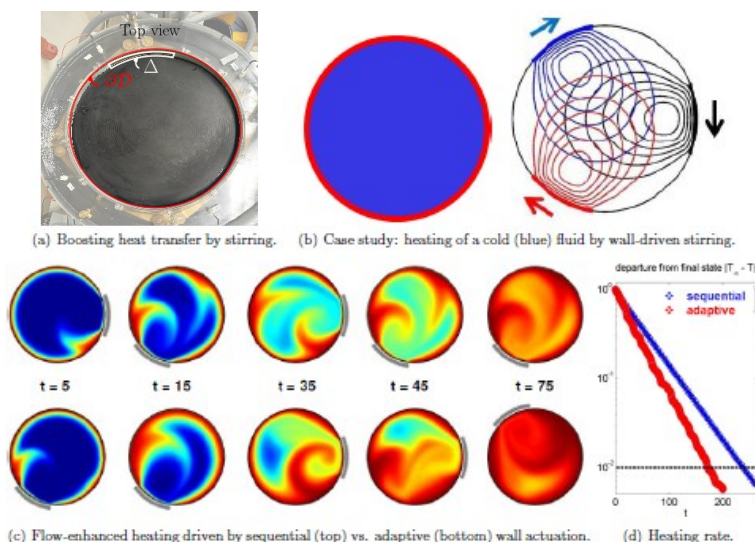 Top view
Δ
∂D
(a) Boosting heat transfer by stirring.
(b) Case study: heating of a cold (blue) fluid by wall-driven stirring.
departure from final state |T∞ - T|
sequential
adaptive
10⁰
10⁻¹
10⁻²
0
100
200
t
t = 5
t = 15
t = 35
t = 45
t = 75
(c) Flow-enhanced heating driven by sequential (top) vs. adaptive (bottom) wall actuation.
(d) Heating rate.